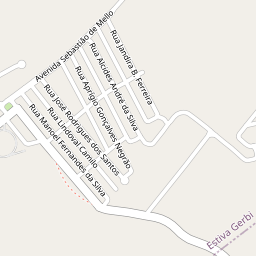 Avenida Sebastião de Mello
Rua Jandira B. Ferreira
Rua Alcides André da Silva
Rua Aprígio Gonçalves Negrão
Rua José Rodrigues dos Santos
Rua Lindoval Camilo
Rua Manoel Fernandes da Silva
Estiva Gerbi